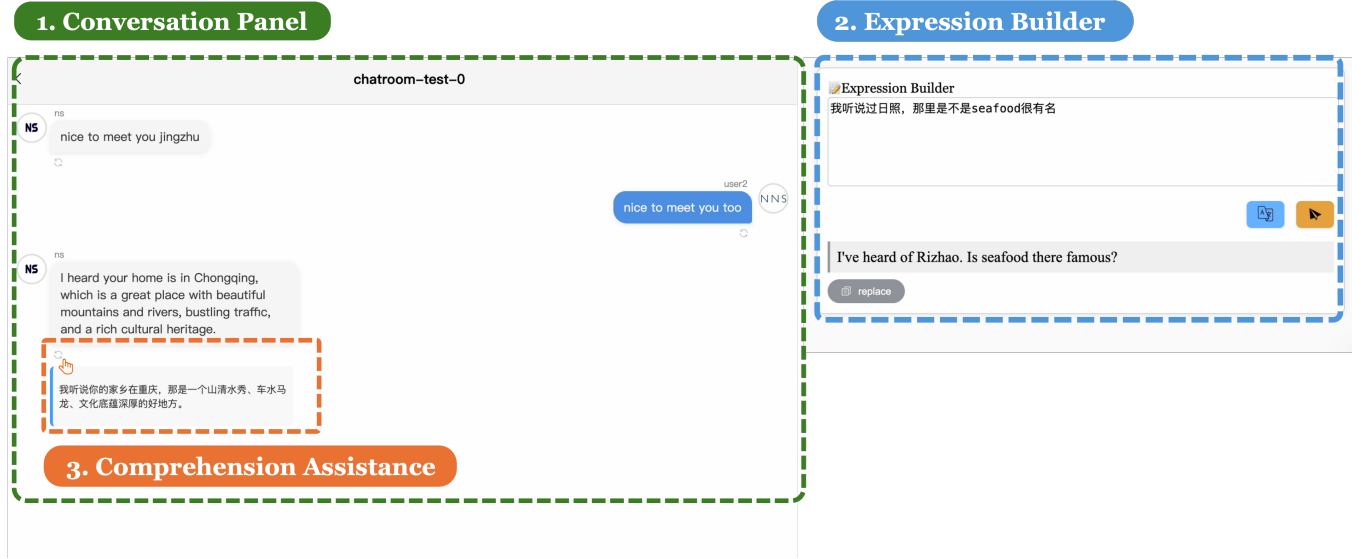 1. Conversation Panel
chatroom-test-0
ns
NS
nice to meet you jingzhu
user2
NNS
nice to meet you too
ns
NS
I heard your home is in Chongqing,
which is a great place with beautiful
mountains and rivers, bustling traffic,
and a rich cultural heritage.
我听说你的家乡在重庆，那是一个山清水秀、车水马
龙、文化底蕴深厚的好地方。
3. Comprehension Assistance
2. Expression Builder
📝Expression Builder
我听说过日照，那里是不是seafood很有名
I've heard of Rizhao. Is seafood there famous?
replace